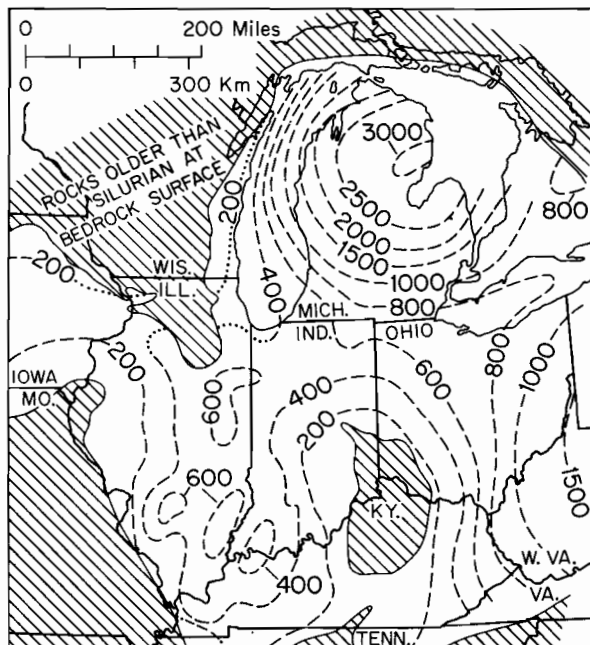 0 200 Miles
0 300 Km
ROCKS OLDER THAN
SILURIAN AT
BEDROCK SURFACE
3000
2500
2000
1500
1000
800
800
200
400
200
WIS.
ILL.
MICH.
IND.
OHIO
200
600
400
200
600
800
1000
IOWA
MO.
600
KY.
1500
400
W. VA.
VA.
TENN.